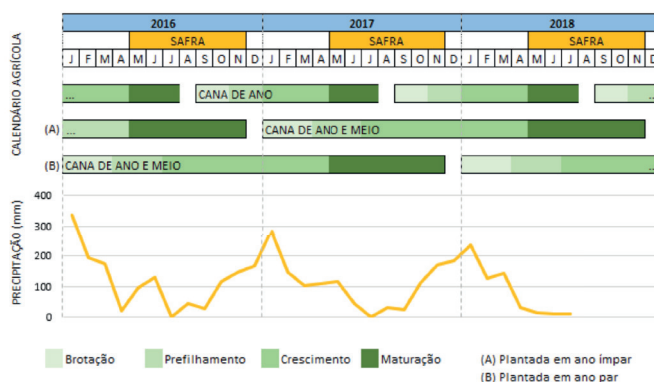 2016 2017 2018
SAFRA SAFRA SAFRA
J F M A M J J A S O N D J F M A M J J A S O N D J F M A M J J A S O N D
CALENDÁRIO AGRÍCOLA
... CANA DE ANO ...
(A) ... CANA DE ANO E MEIO
(B) CANA DE ANO E MEIO ...
PRECIPITAÇÃO (mm)
400
300
200
100
0
Brotação Prefilhamento Crescimento Maturação (A) Plantada em ano ímpar
(B) Plantada em ano par